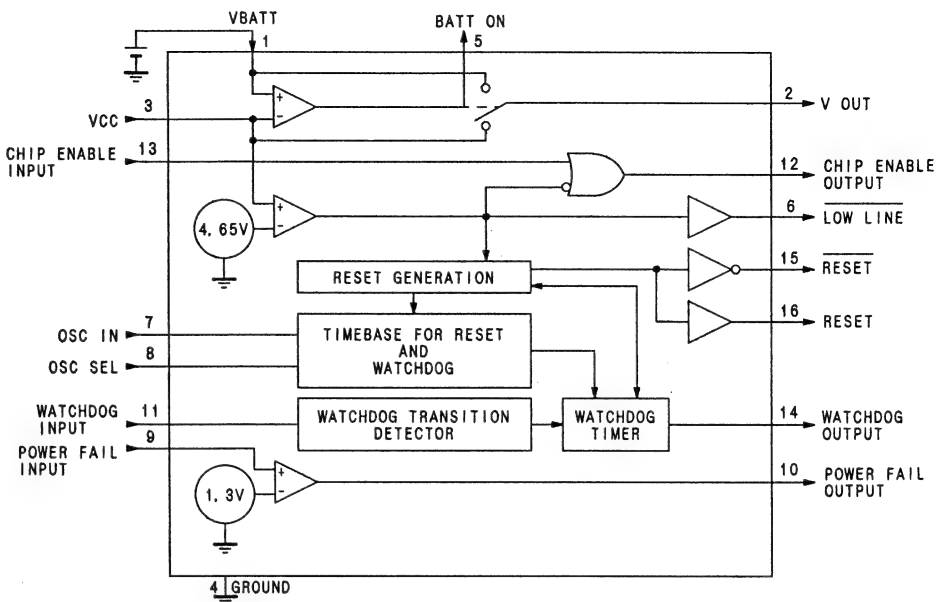 VBATT
BATT ON
1
5
3
2
V OUT
VCC
CHIP ENABLE
INPUT
13
12
CHIP ENABLE
OUTPUT
+
−
+
−
4.65V
6
LOW LINE
15
RESET
RESET GENERATION
16
RESET
OSC IN
7
OSC SEL
8
TIMEBASE FOR RESET
AND
WATCHDOG
WATCHDOG
INPUT
11
WATCHDOG TRANSITION
DETECTOR
WATCHDOG
TIMER
14
WATCHDOG
OUTPUT
9
POWER FAIL
INPUT
+
−
1.3V
10
POWER FAIL
OUTPUT
4
GROUND